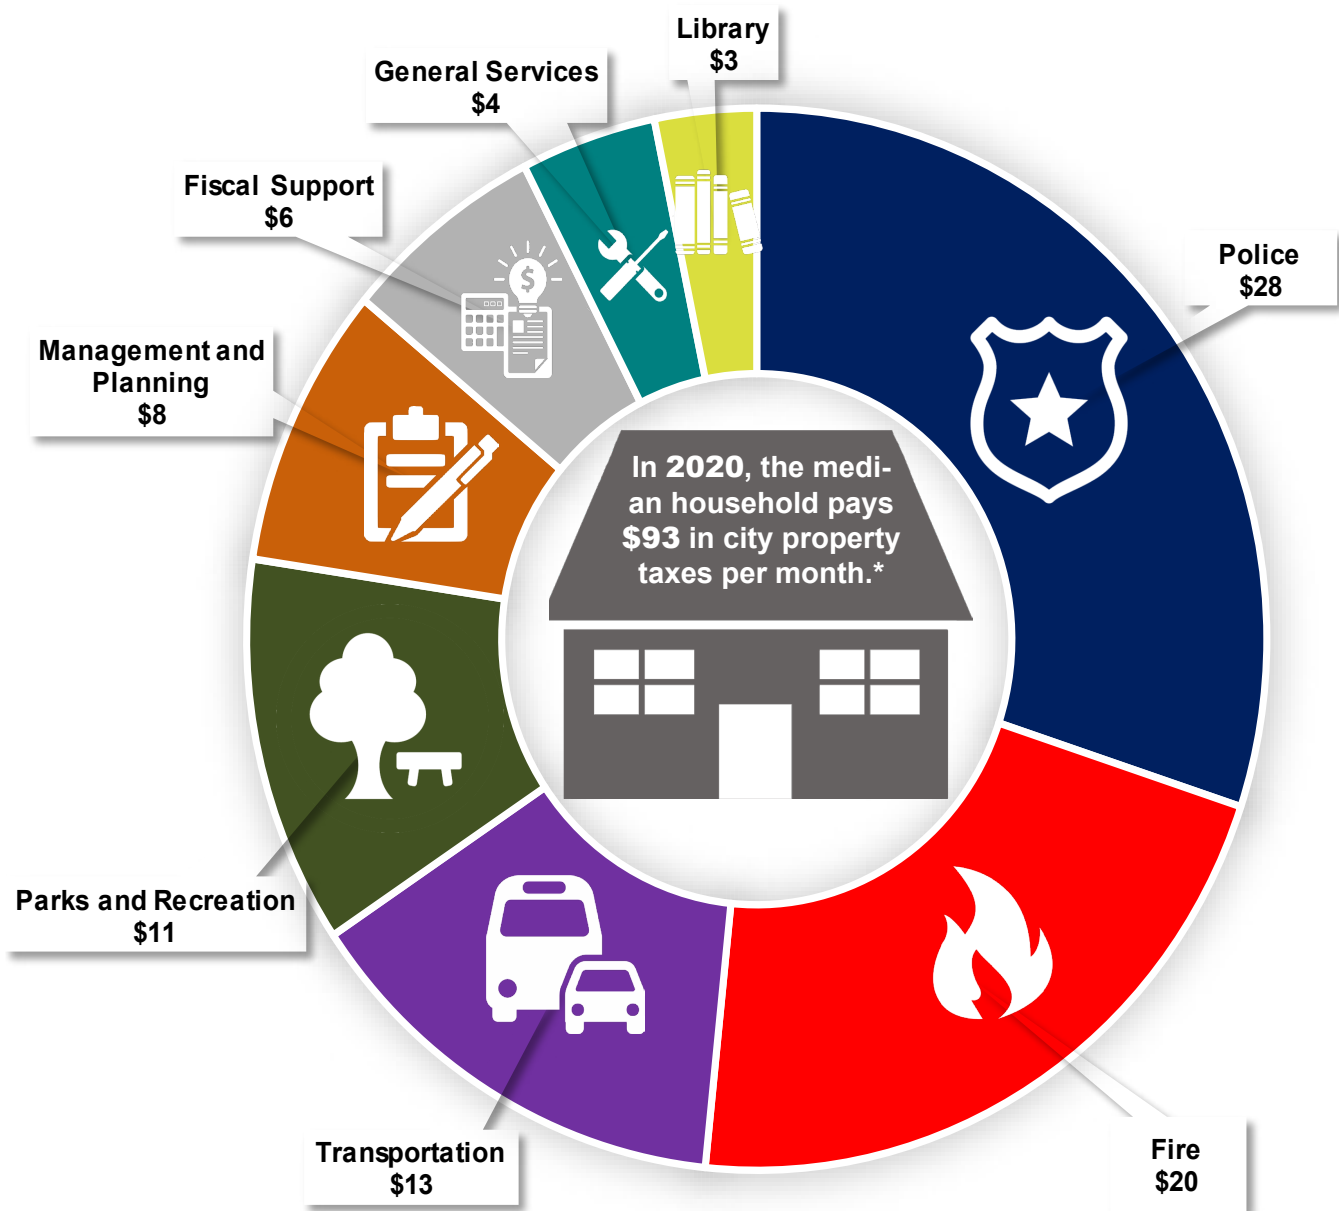 Library
$3
General Services
$4
Fiscal Support
$6
Police
$28
Management and
Planning
$8
In 2020, the medi-
an household pays
$93 in city property
taxes per month.*
$
Parks and Recreation
$11
Transportation
$13
Fire
$20